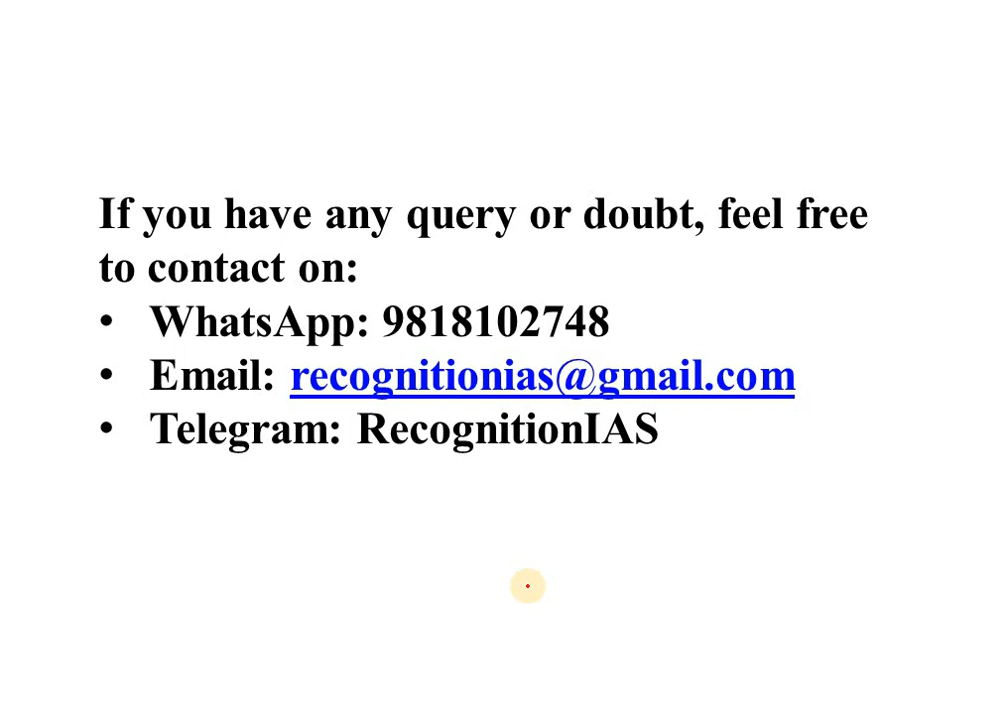 If you have any query or doubt, feel free
to contact on:
• WhatsApp: 9818102748
• Email: recognitionias@gmail.com
• Telegram: RecognitionIAS